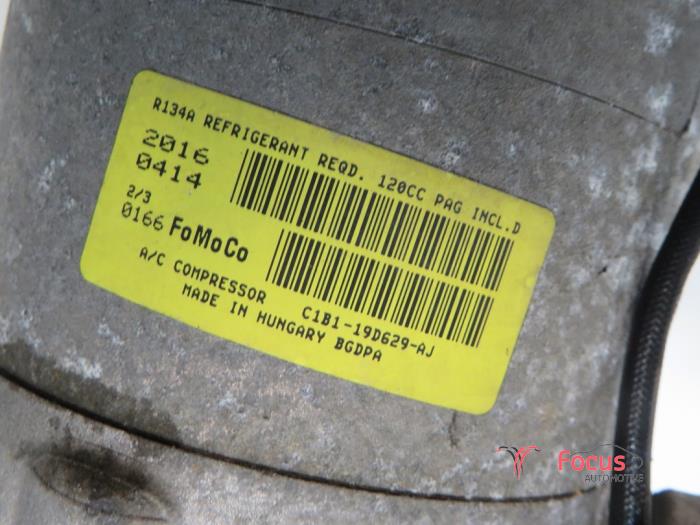 R134A REFRIGERANT REQD. 120CC PAG INCL.D
2016
0414
2/3
0166 FoMoCo
A/C COMPRESSOR C1B1-19D629-AJ
MADE IN HUNGARY BGDPA
Focus
AUTOMOTIVE